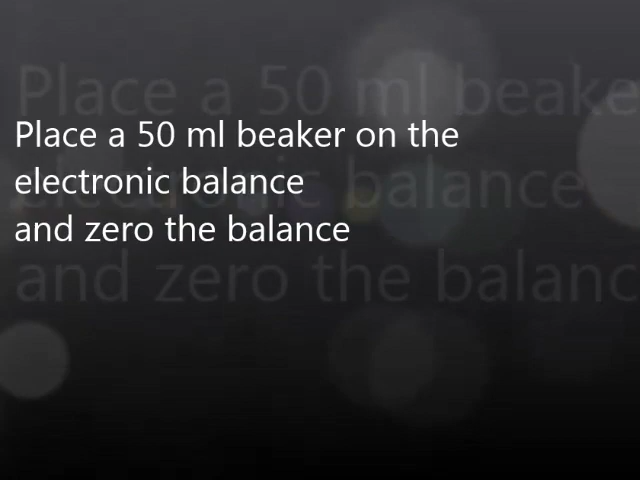 Place a 50 ml beaker on the
electronic balance
and zero the balance